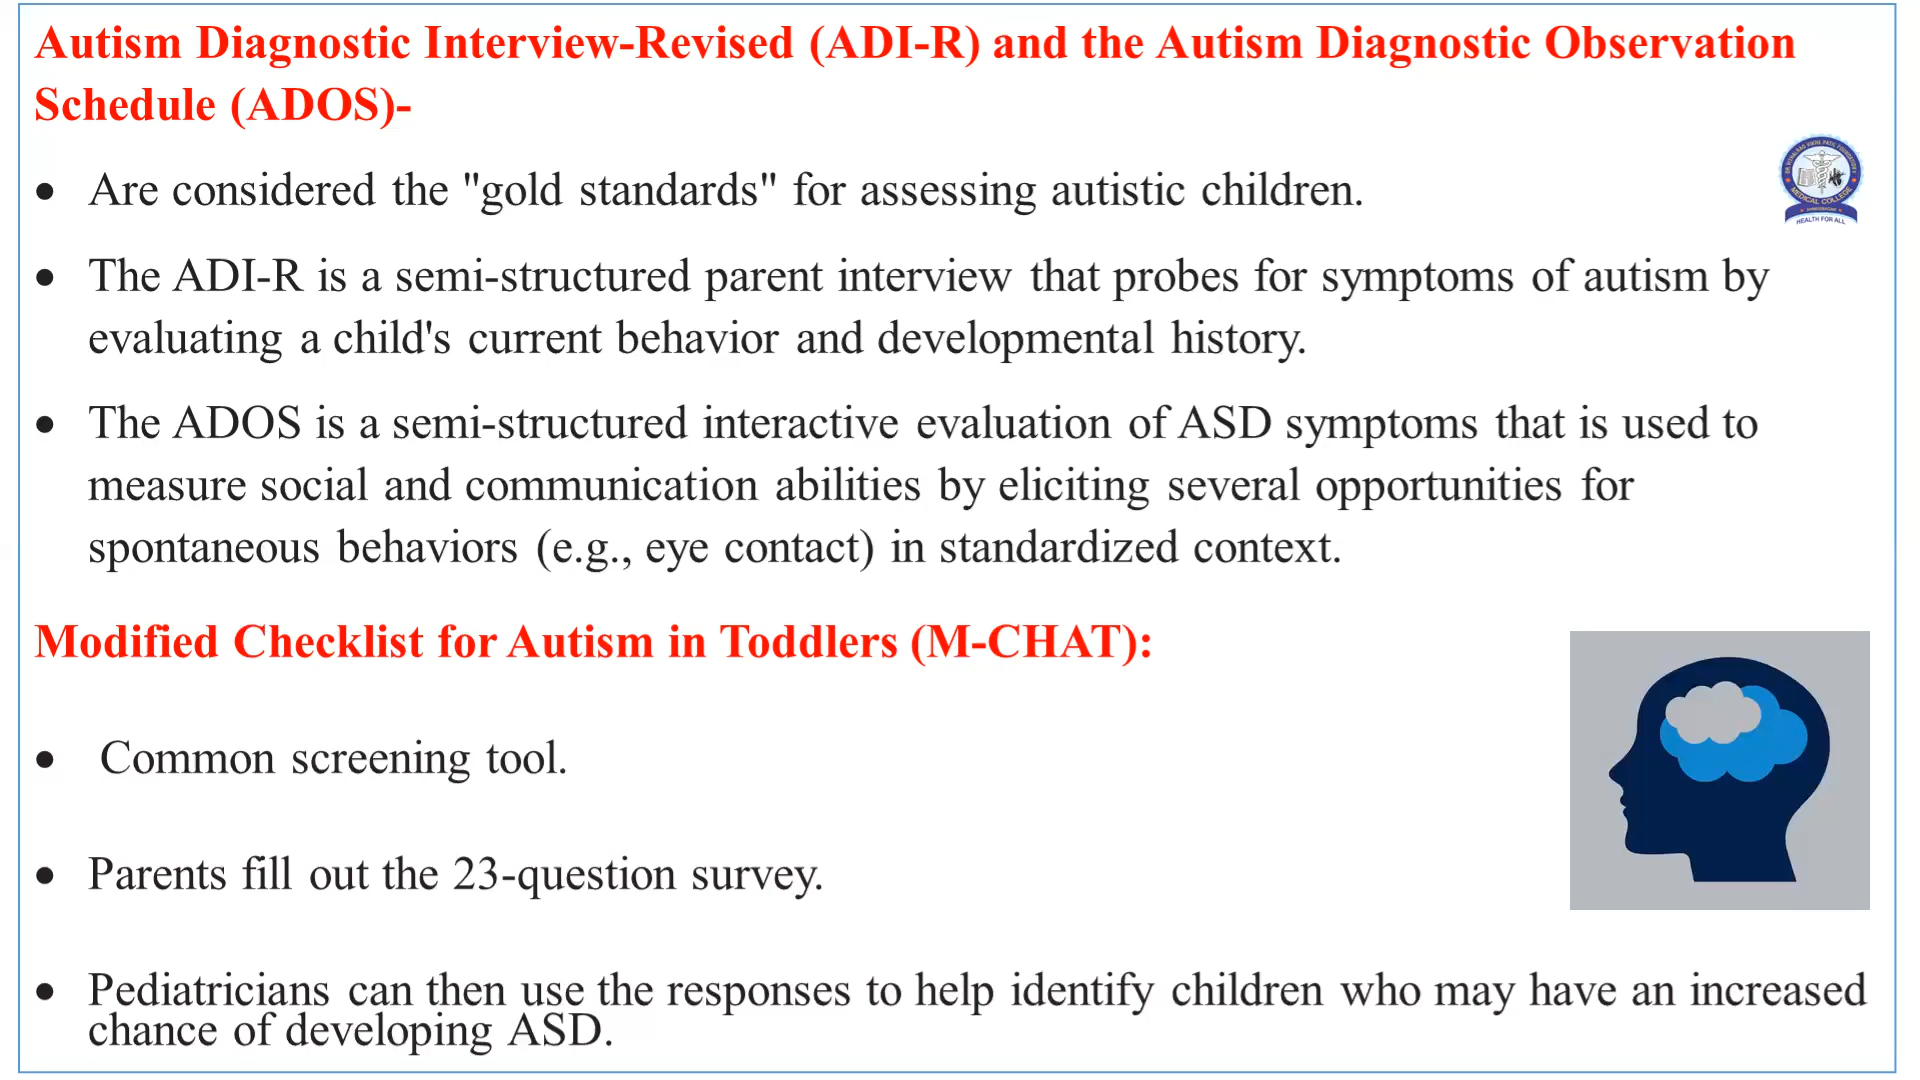 Autism Diagnostic Interview-Revised (ADI-R) and the Autism Diagnostic Observation
Schedule (ADOS)-
• Are considered the "gold standards" for assessing autistic children.
• The ADI-R is a semi-structured parent interview that probes for symptoms of autism by
evaluating a child's current behavior and developmental history.
• The ADOS is a semi-structured interactive evaluation of ASD symptoms that is used to
measure social and communication abilities by eliciting several opportunities for
spontaneous behaviors (e.g., eye contact) in standardized context.
Modified Checklist for Autism in Toddlers (M-CHAT):
• Common screening tool.
• Parents fill out the 23-question survey.
• Pediatricians can then use the responses to help identify children who may have an increased
chance of developing ASD.
MEDICAL COLLEGE
HEALTH FOR ALL